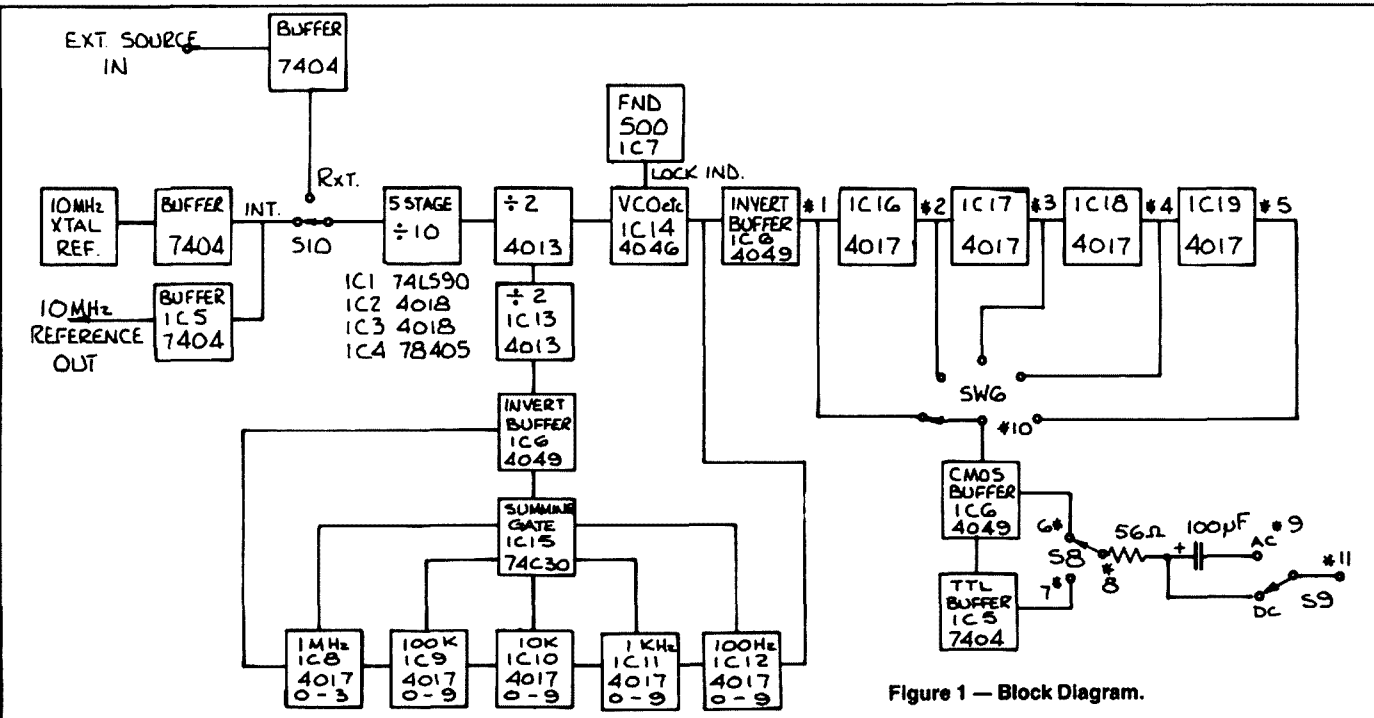 EXT. SOURCE
IN
BUFFER
7404
RXT.
10MHz
XTAL
REF.
BUFFER
7404
INT.
S10
BUFFER
IC5
7404
10MHz
REFERENCE
OUT
5 STAGE
÷10
IC1 74LS90
IC2 4018
IC3 4018
IC4 78405
÷2
4013
÷2
IC13
4013
FND
500
IC7
LOCK IND.
VCO etc
IC14
4046
INVERT
BUFFER
IC6
4049
*1
IC16
4017
*2
IC17
4017
*3
IC18
4017
*4
IC19
4017
*5
SW6
*10
INVERT
BUFFER
IC6
4049
SUMMING
GATE
IC15
74C30
1MHz
IC8
4017
0-3
100K
IC9
4017
0-9
10K
IC10
4017
0-9
1KHz
IC11
4017
0-9
100Hz
IC12
4017
0-9
CMOS
BUFFER
IC6
4049
TTL
BUFFER
IC5
7404
6*
S8
7*
*8
56Ω
+
100µF
*9
AC
DC
S9
*11
Figure 1 — Block Diagram.